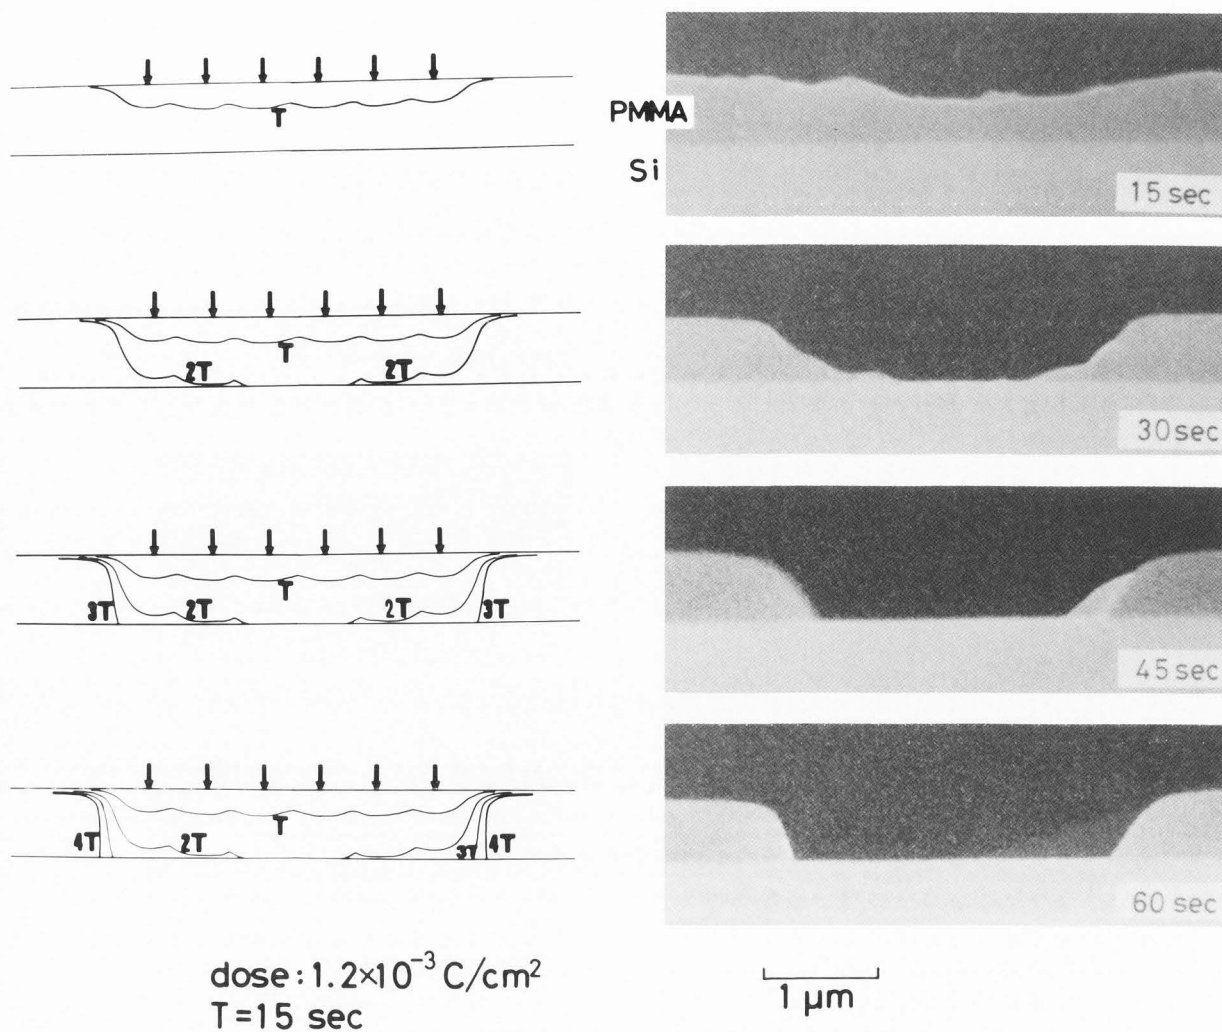 T
PMMA
Si
15 sec
T
2T 2T
30 sec
T
3T 2T 2T 3T
45 sec
T
4T 2T 3T 4T
60 sec
dose: 1.2×10⁻³ C/cm²
T=15 sec
1 µm